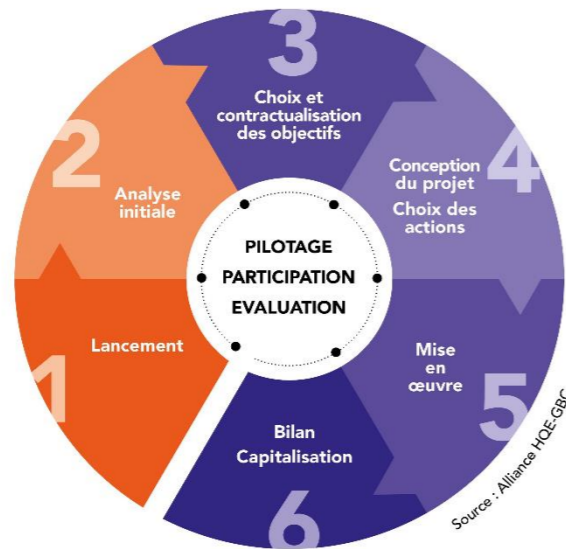 1
Lancement
2
Analyse
initiale
3
Choix et
contractualisation
des objectifs
4
Conception
du projet
Choix des
actions
5
Mise
en
œuvre
6
Bilan
Capitalisation
PILOTAGE
PARTICIPATION
EVALUATION
Source : Alliance HQE-GBC